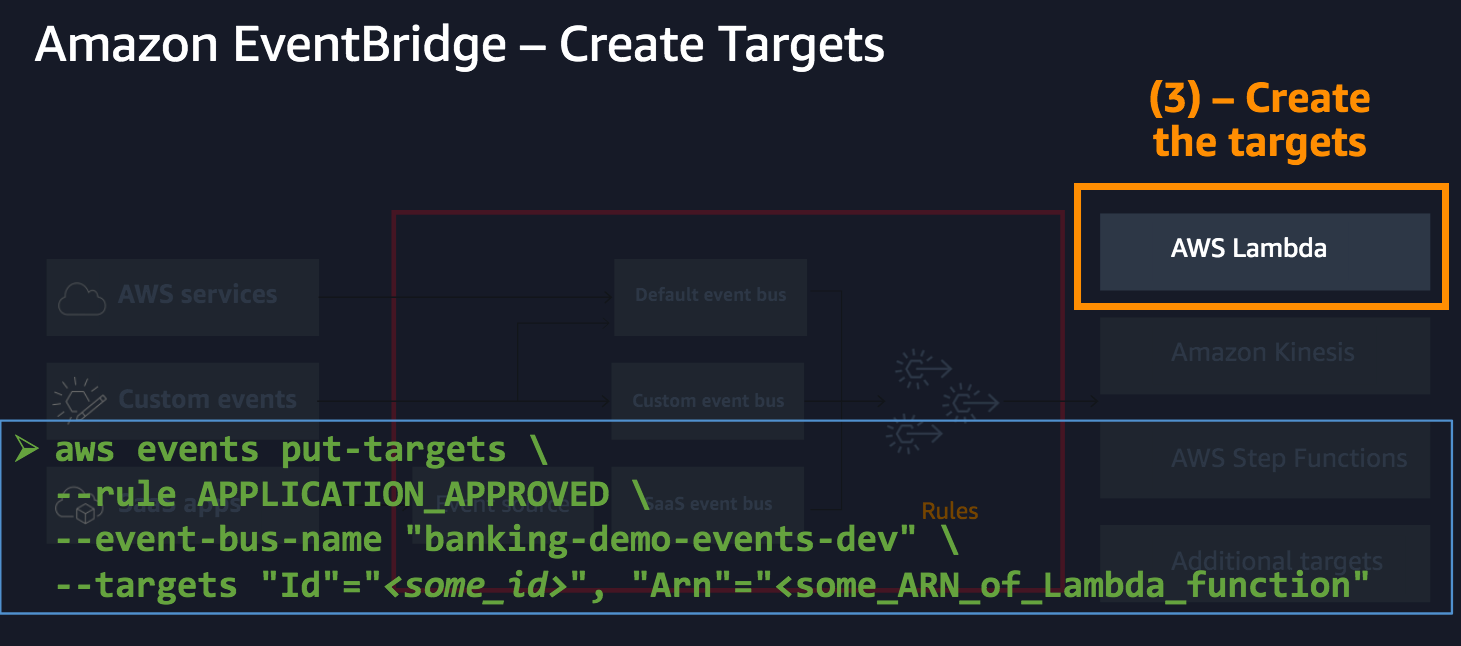 Amazon EventBridge – Create Targets
(3) – Create
the targets
AWS Lambda
AWS services
Default event bus
Amazon Kinesis
Custom events
Custom event bus
AWS Step Functions
SaaS apps
Event source
SaaS event bus
Rules
Additional targets
➢ aws events put-targets \
--rule APPLICATION_APPROVED \
--event-bus-name "banking-demo-events-dev" \
--targets "Id"="<some_id>", "Arn"="<some_ARN_of_Lambda_function"